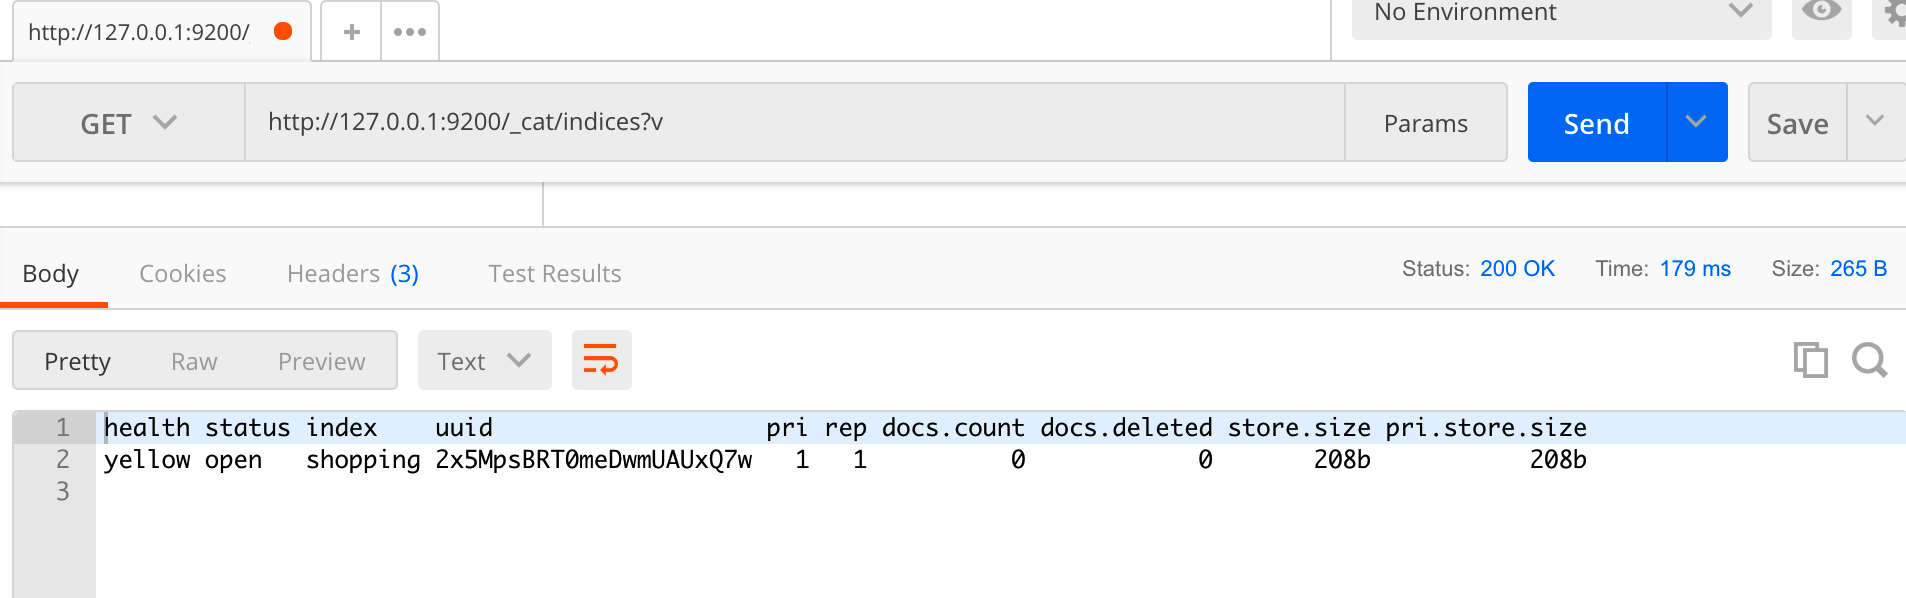 http://127.0.0.1:9200/
No Environment
GET http://127.0.0.1:9200/_cat/indices?v Params Send Save
Body Cookies Headers (3) Test Results Status: 200 OK Time: 179 ms Size: 265 B
Pretty Raw Preview Text
1 health status index uuid pri rep docs.count docs.deleted store.size pri.store.size
2 yellow open shopping 2x5MpsBRT0meDwmUAUxQ7w 1 1 0 0 208b 208b
3